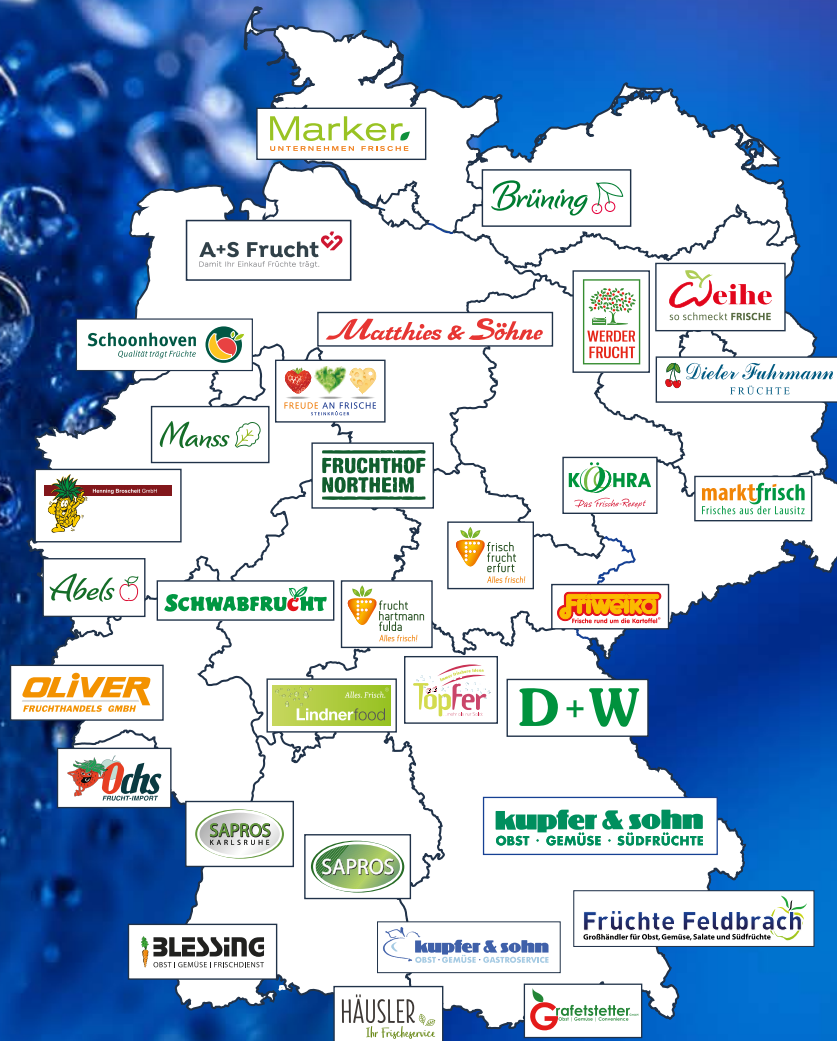 Marker
UNTERNEHMEN FRISCHE
Brüning
A+S Frucht
Damit Ihr Einkauf Früchte trägt.
Weihe
so schmeckt FRISCHE
WERDER
FRUCHT
Matthies & Söhne
Schoonhoven
Qualität trägt Früchte
Dieter Fuhrmann
FRÜCHTE
FREUDE AN FRISCHE
STEINKRÜGER
Manss
FRUCHTHOF
NORTHEIM
KÖHRA
Das Frische-Rezept
Henning Broscheit GmbH
marktfrisch
Frisches aus der Lausitz
frisch
frucht
erfurt
Alles frisch!
Abels
SCHWABFRUCHT
frucht
hartmann
fulda
Alles frisch!
Friweika
Frische rund um die Kartoffel®
OLiVER
FRUCHTHANDELS GMBH
Alles. Frisch.
Lindnerfood
Töpfer
D+W
Ochs
FRUCHT-IMPORT
SAPROS
KARLSRUHE
kupfer & sohn
OBST · GEMÜSE · SÜDFRÜCHTE
SAPROS
Früchte Feldbrach
Großhändler für Obst, Gemüse, Salate und Südfrüchte
BLESSiNG
OBST | GEMÜSE | FRISCHDIENST
kupfer & sohn
OBST · GEMÜSE · GASTROSERVICE
HÄUSLER
Ihr Frischeservice
Grafetstetter
Obst | Gemüse | Convenience